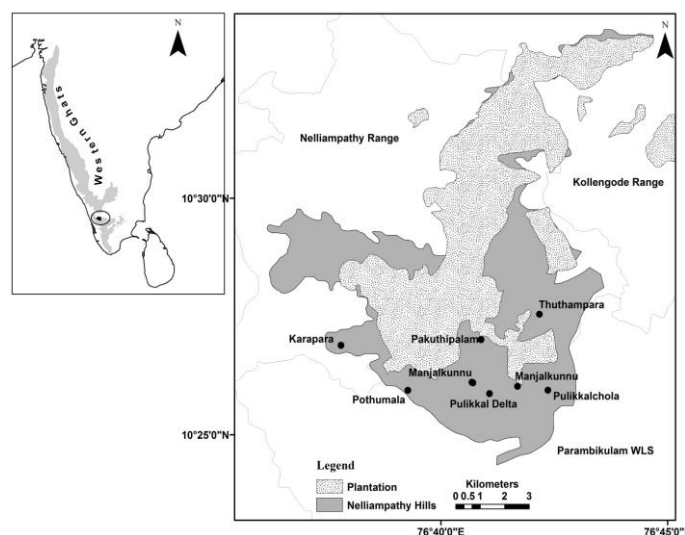 N
Western Ghats
N
Nelliampathy Range
Kollengode Range
10°30'0"N
Thuthampara
Karapara
Pakuthipalam
Manjalkunnu
Manjalkunnu
Pothumala
Pulikkal Delta
Pulikkalchola
10°25'0"N
Parambikulam WLS
Legend
Plantation
Nelliampathy Hills
Kilometers
0 0.5 1 2 3
76°40'0"E
76°45'0"E